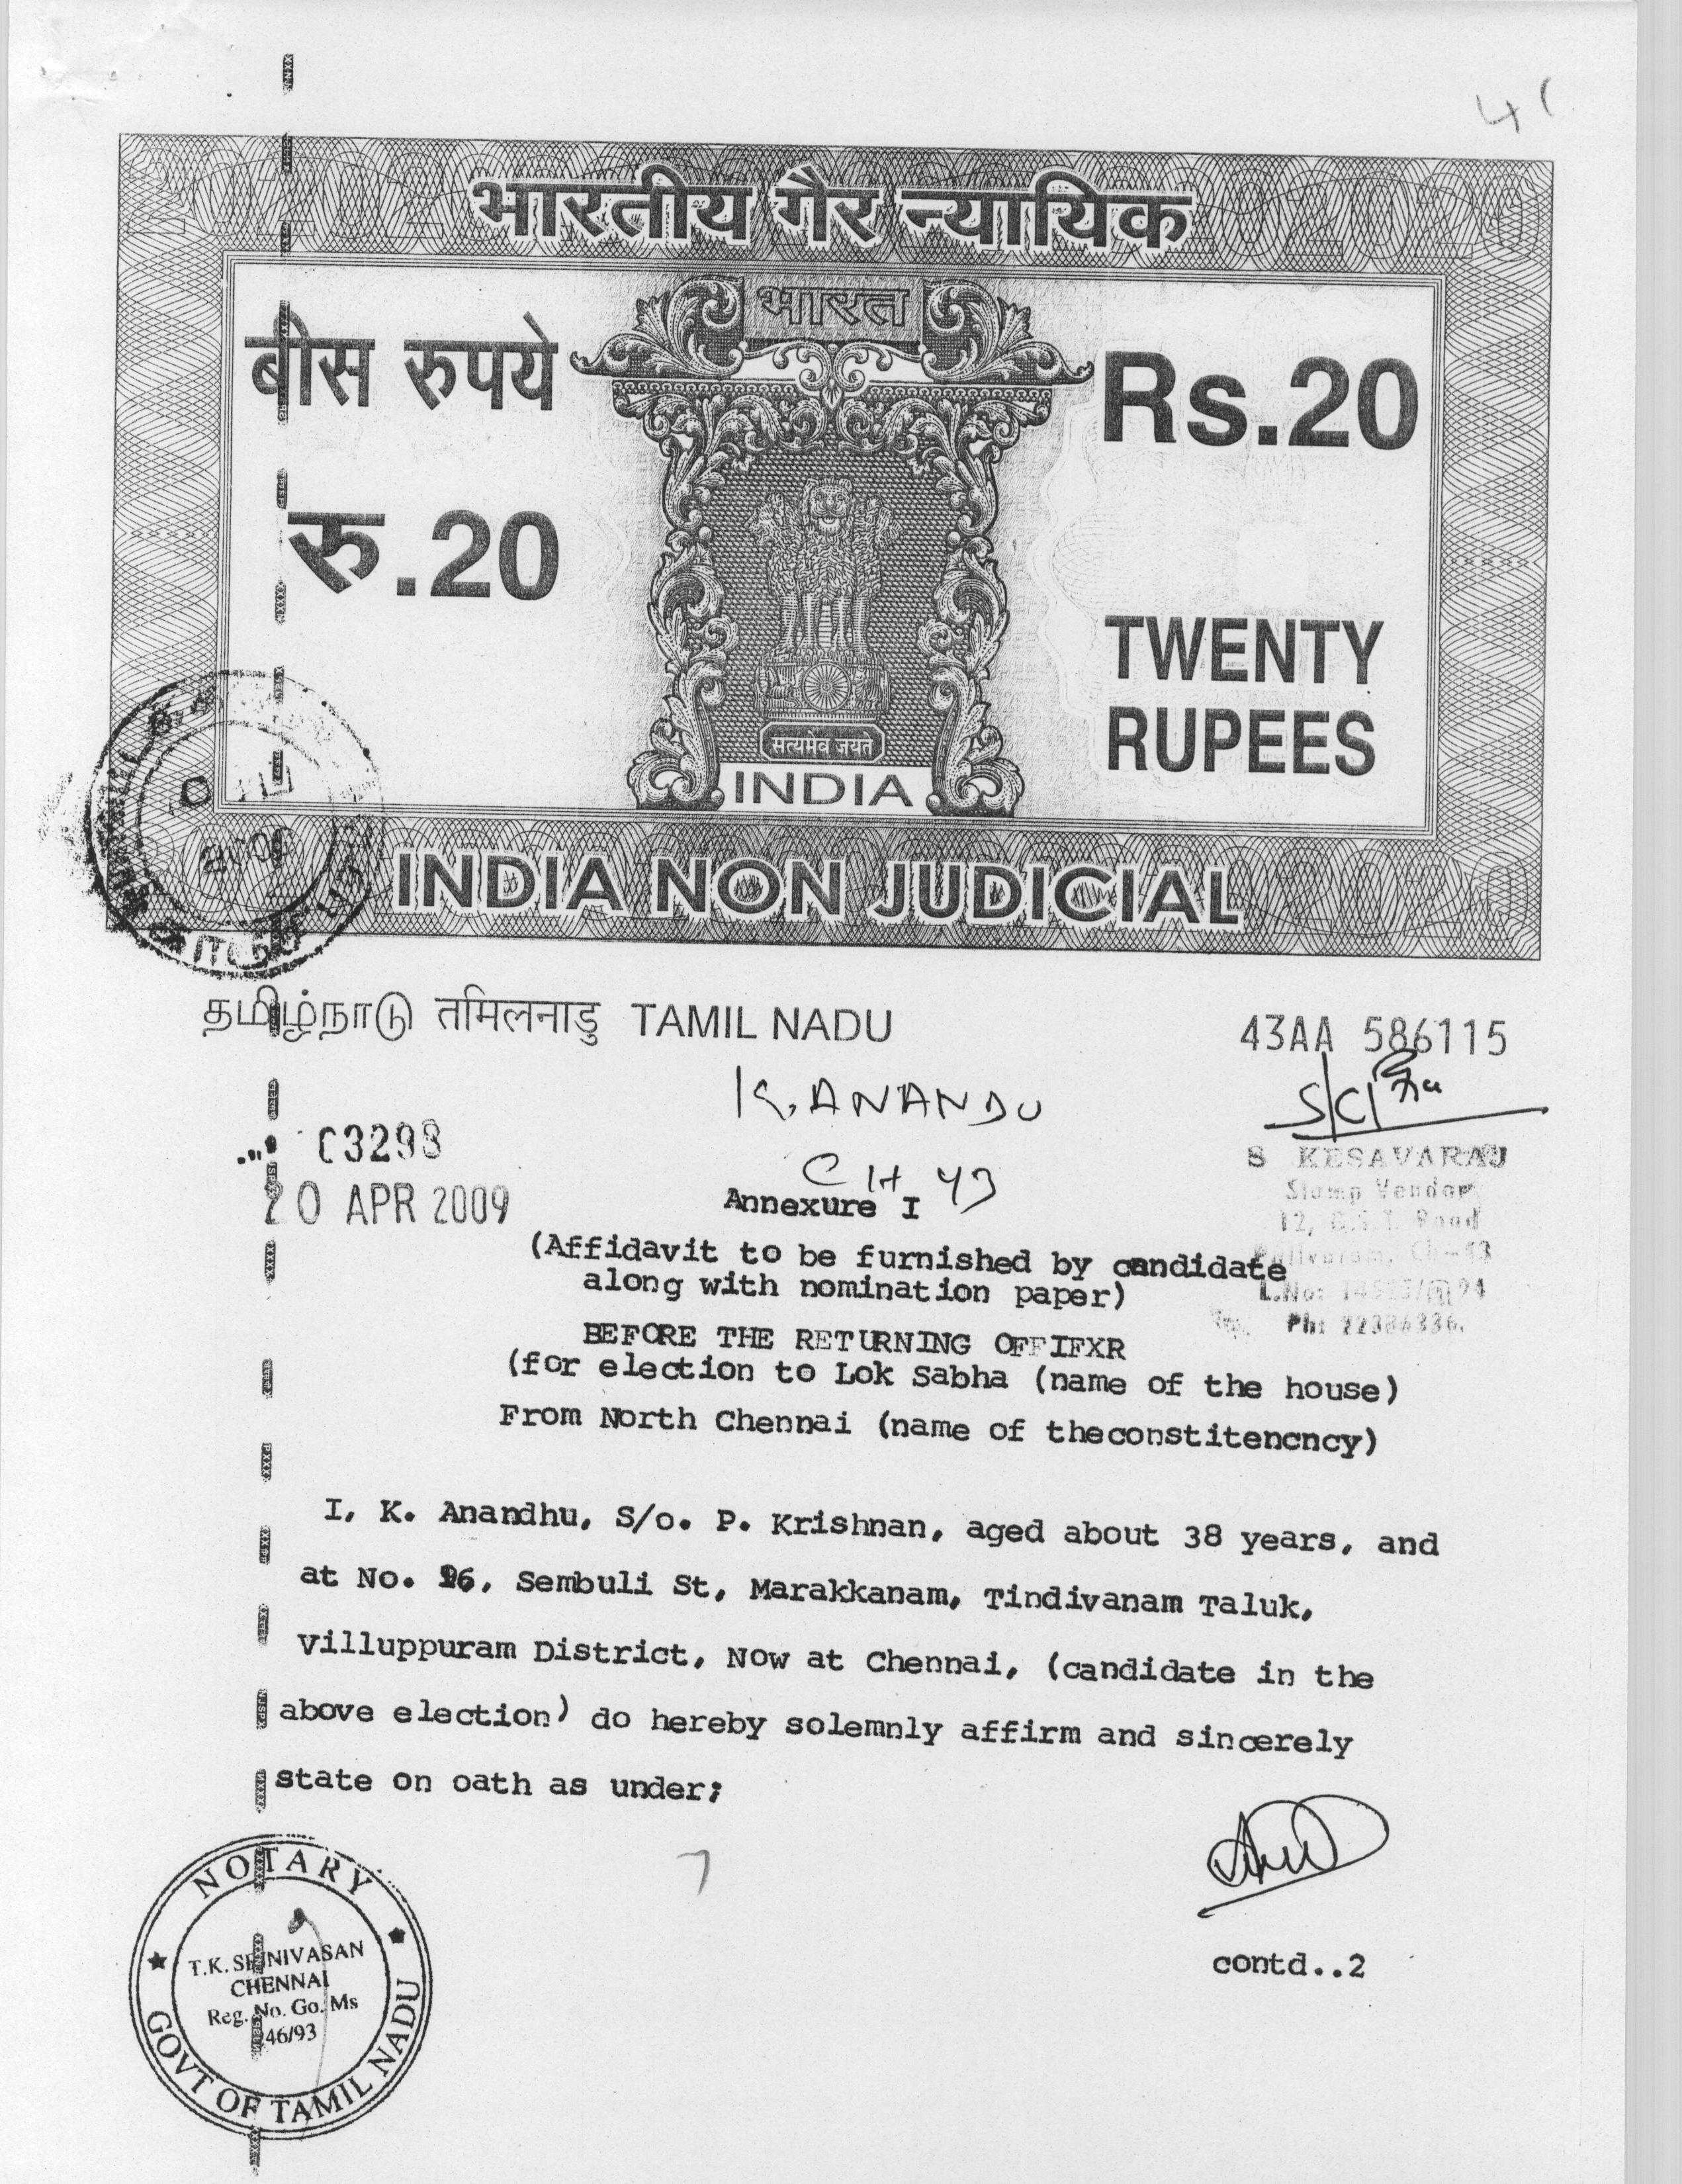 भारतीय गैर न्यायिक
भारत
बीस रुपये
Rs.20
रु.20
TWENTY
RUPEES
सत्यमेव जयते
INDIA
INDIA NON JUDICIAL
தமிழ்நாடு तमिलनाडु TAMIL NADU
43AA 586115
K. ANANDU
C3298
CH 43
20 APR 2009
S KESAVARAJ
Stamp Vendor
Annexure I
(Affidavit to be furnished by candidate
along with nomination paper)
L.No:
Ph: 22384336.
BEFORE THE RETURNING OFFIFXR
(for election to Lok Sabha (name of the house)
From North Chennai (name of theconstitencncy)
I, K. Anandhu, S/o. P. Krishnan, aged about 38 years, and
at No. 26, Sembuli St, Marakkanam, Tindivanam Taluk,
Villuppuram District, Now at Chennai, (candidate in the
above election) do hereby solemnly affirm and sincerely
state on oath as under;
NOTARY
T.K. SRINIVASAN
CHENNAI
Reg. No. Go. Ms
46/93
GOVT OF TAMIL NADU
contd..2